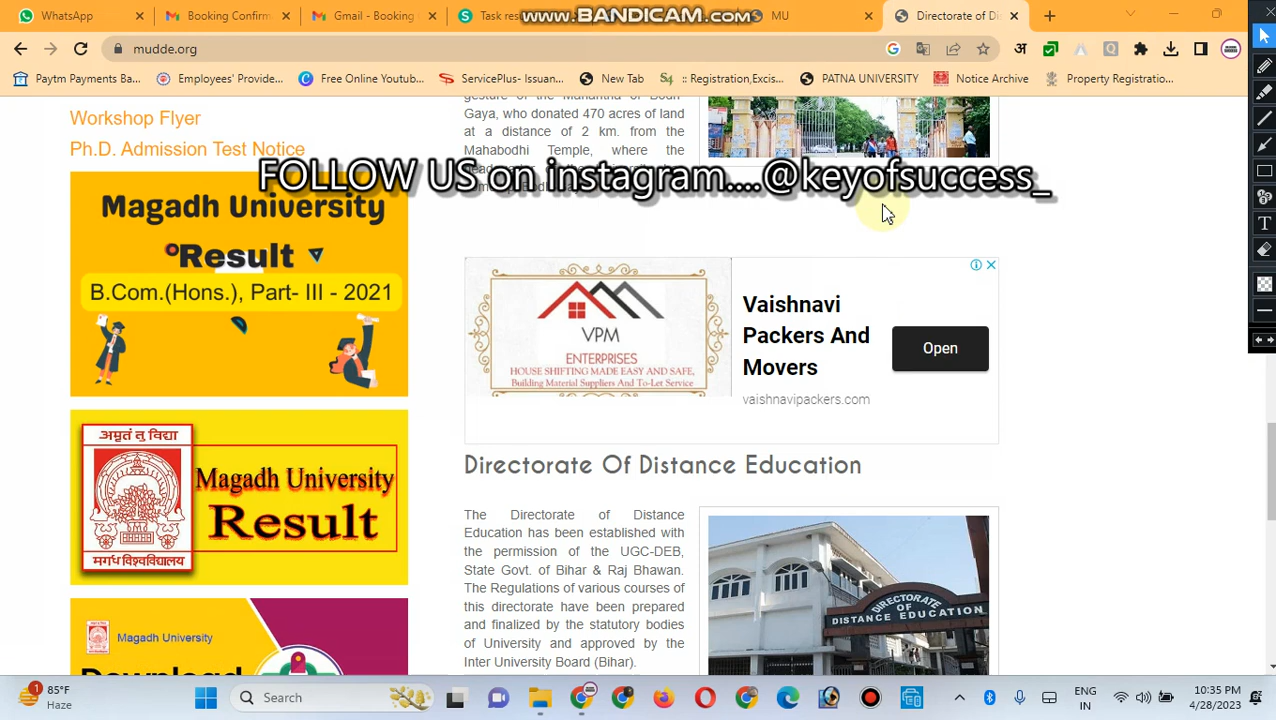 WhatsApp
Booking Confirm
Gmail - Booking
Task res
WWW.BANDICAM.COM
MU
Directorate of Di
mudde.org
Paytm Payments Ba...
Employees' Provide...
Free Online Youtub...
ServicePlus- Issuan...
New Tab
:: Registration,Excis...
PATNA UNIVERSITY
Notice Archive
Property Registratio...
Workshop Flyer
Ph.D. Admission Test Notice
FOLLOW US on Instagram....@keyofsuccess_
gesture of the Mahantha of Bodh
Gaya, who donated 470 acres of land
at a distance of 2 km. from the
Mahabodhi Temple, where the
Magadh University
Result
B.Com.(Hons.), Part- III - 2021
अमृतं नु विद्या
मगध विश्वविद्यालय
Magadh University
Result
Magadh University
Download
VPM
ENTERPRISES
HOUSE SHIFTING MADE EASY AND SAFE,
Building Material Suppliers And To-Let Service
Vaishnavi
Packers And
Movers
vaishnavipackers.com
Open
Directorate Of Distance Education
The Directorate of Distance
Education has been established with
the permission of the UGC-DEB,
State Govt. of Bihar & Raj Bhawan.
The Regulations of various courses of
this directorate have been prepared
and finalized by the statutory bodies
of University and approved by the
Inter University Board (Bihar).
DIRECTORATE
OF
DISTANCE EDUCATION
85°F
Haze
Search
ENG
IN
10:35 PM
4/28/2023